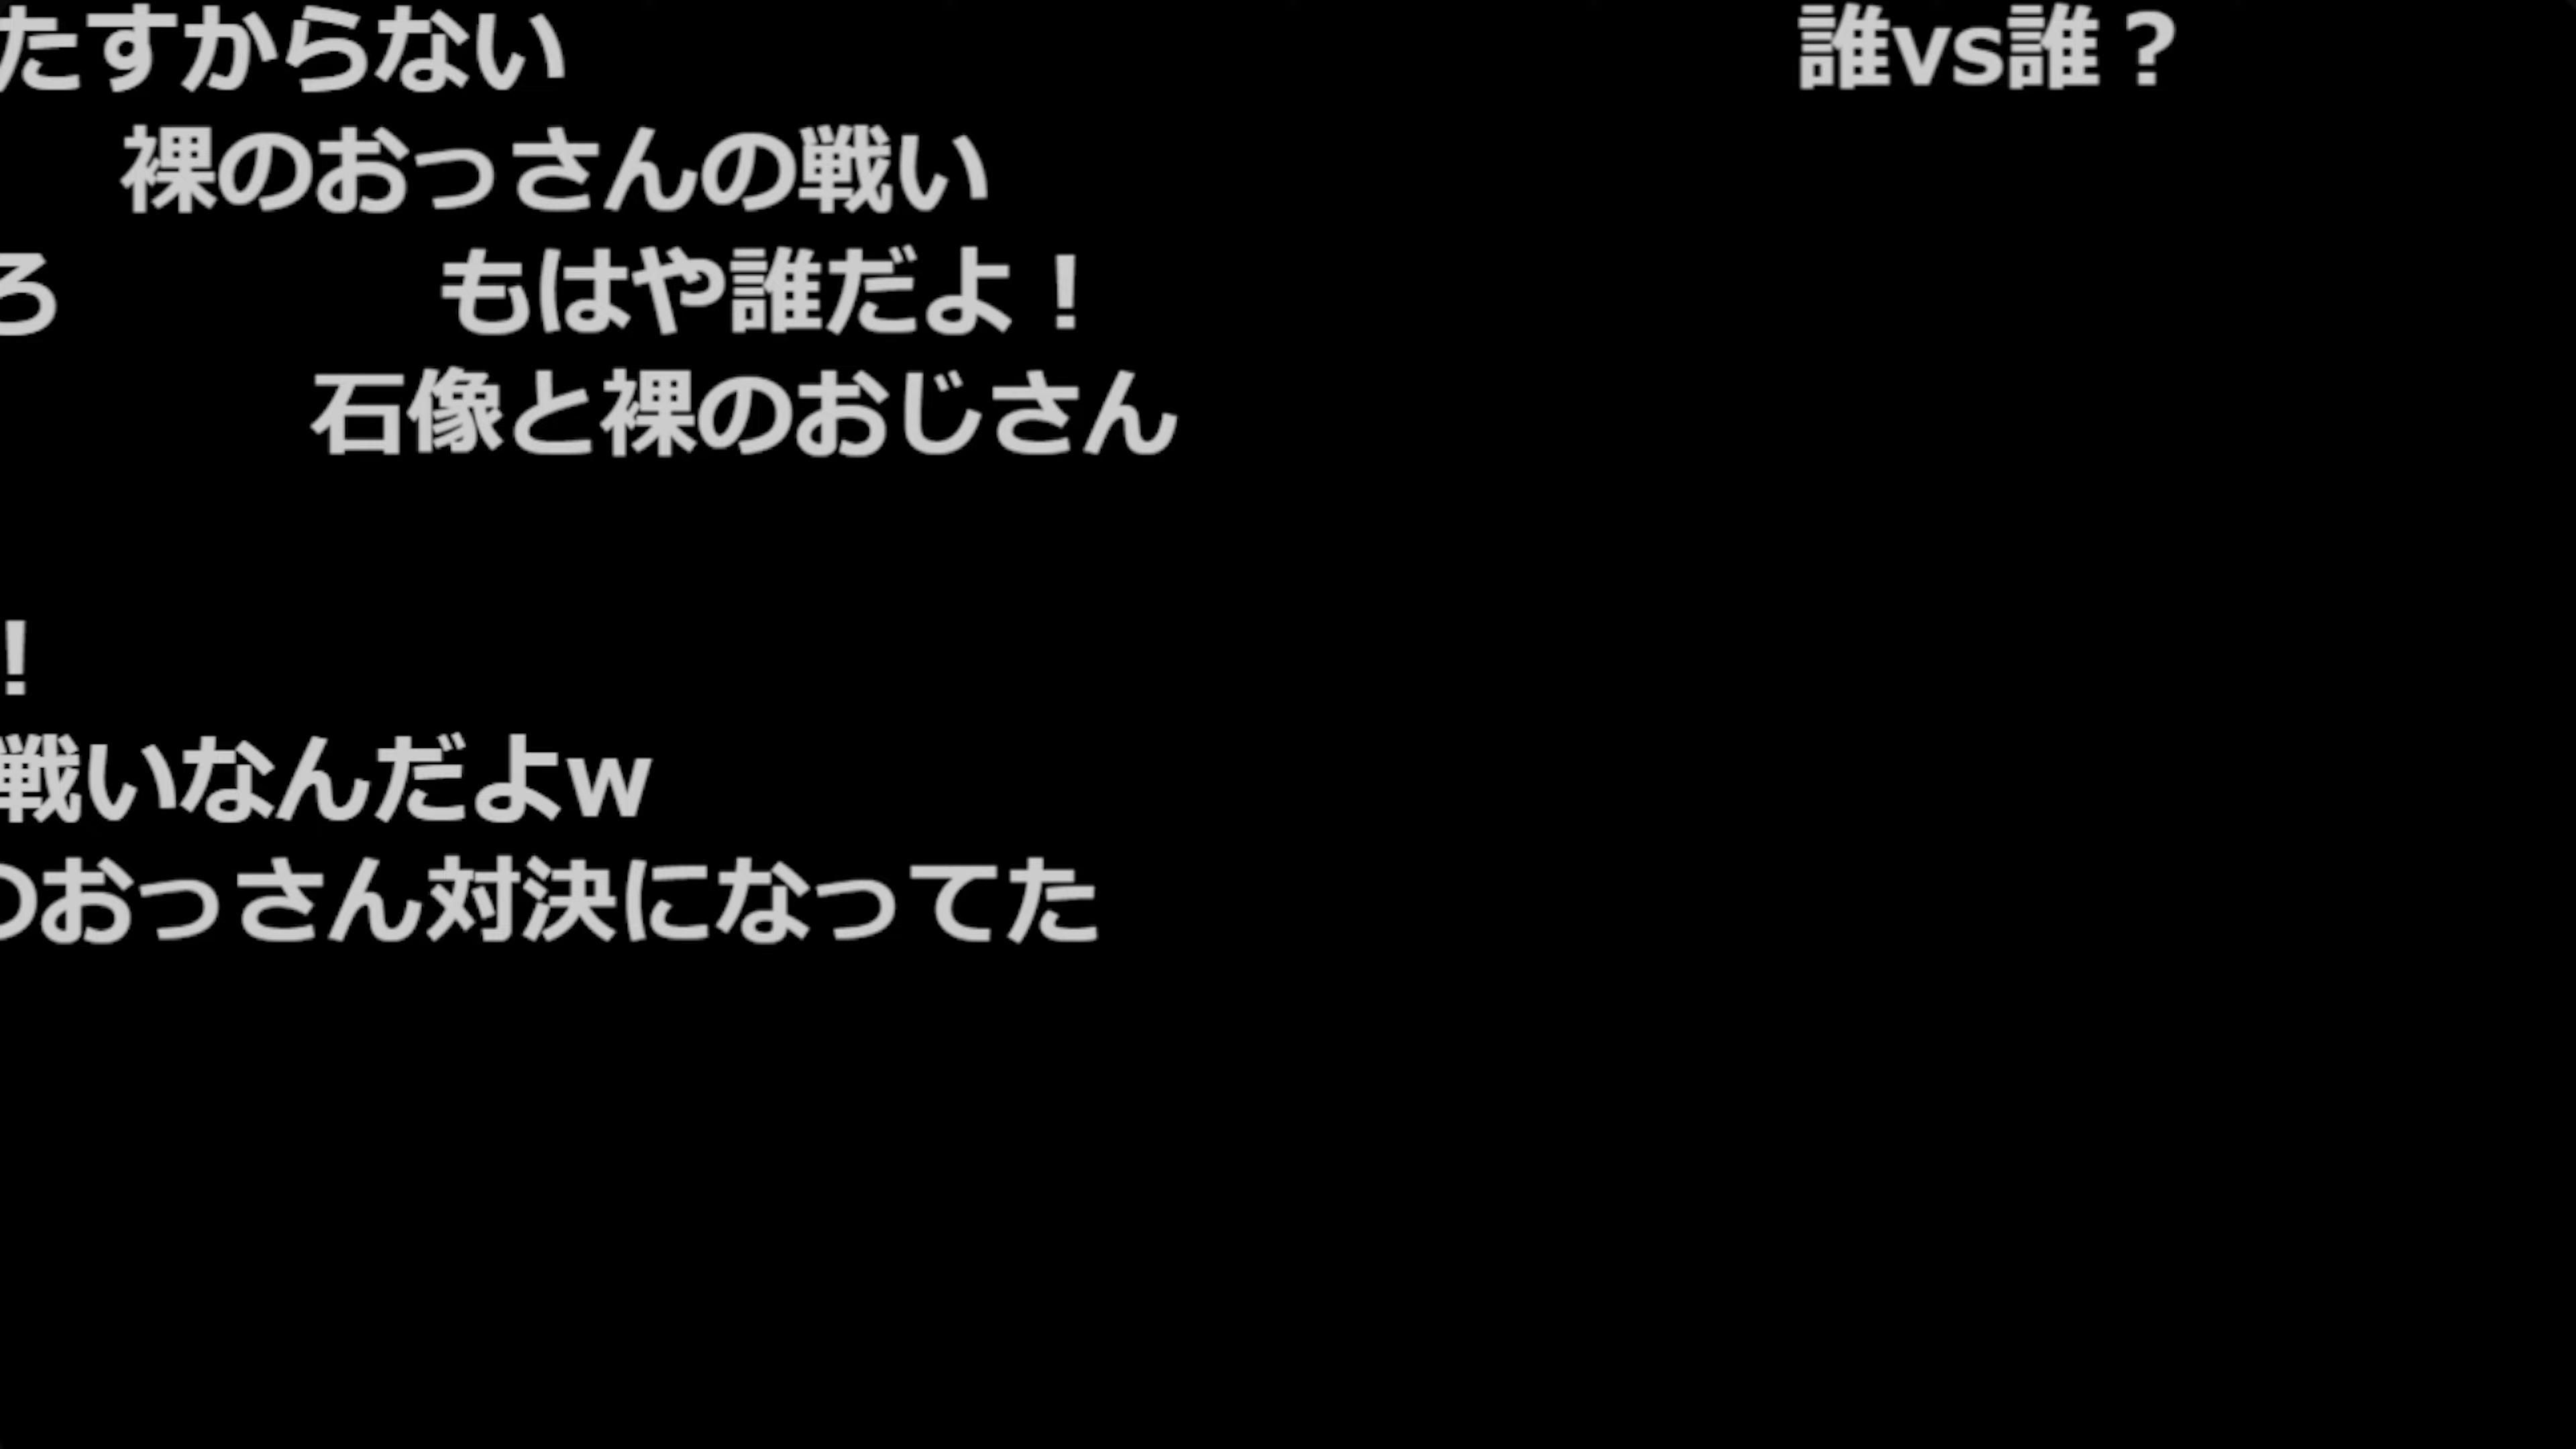 たすからない
誰vs誰？
裸のおっさんの戦い
ろ
もはや誰だよ！
石像と裸のおじさん
！
戦いなんだよw
のおっさん対決になってた